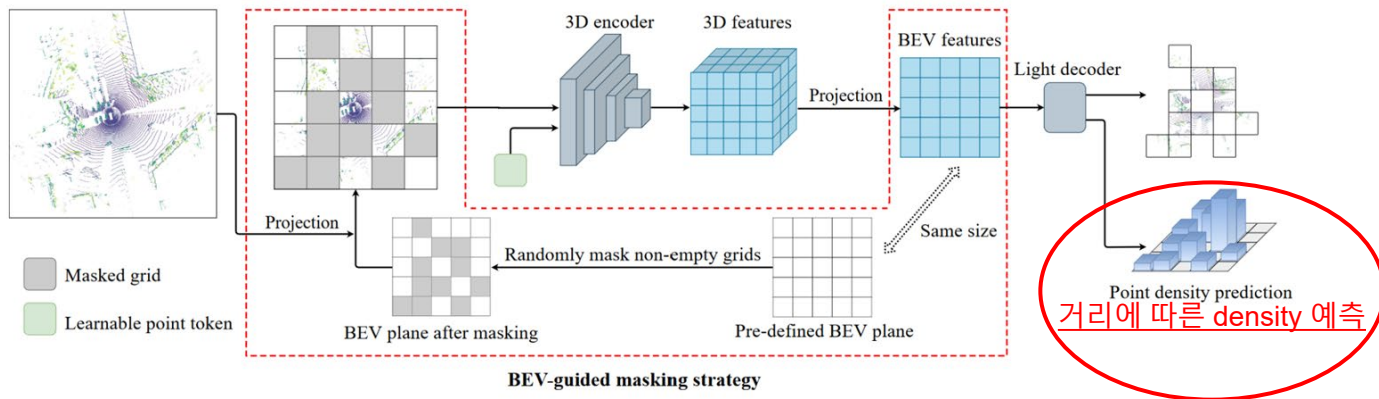 3D encoder
3D features
BEV features
Light decoder
Projection
Projection
Same size
Randomly mask non-empty grids
Masked grid
Learnable point token
BEV plane after masking
Pre-defined BEV plane
Point density prediction
거리에 따른 density 예측
BEV-guided masking strategy